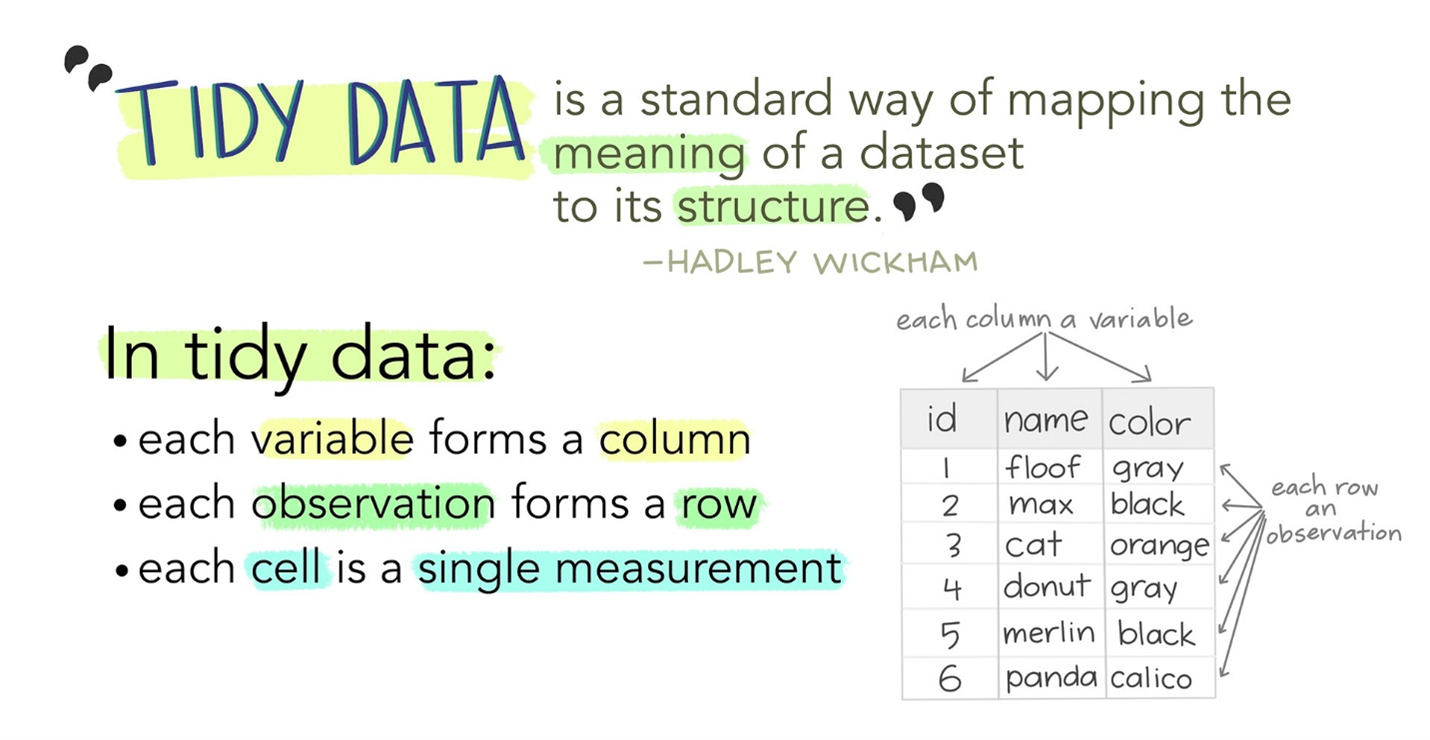 "TIDY DATA is a standard way of mapping the
meaning of a dataset
to its structure."
—HADLEY WICKHAM
In tidy data:
• each variable forms a column
• each observation forms a row
• each cell is a single measurement
each column a variable
id name color
1 floof gray
2 max black
3 cat orange
4 donut gray
5 merlin black
6 panda calico
each row
an
observation